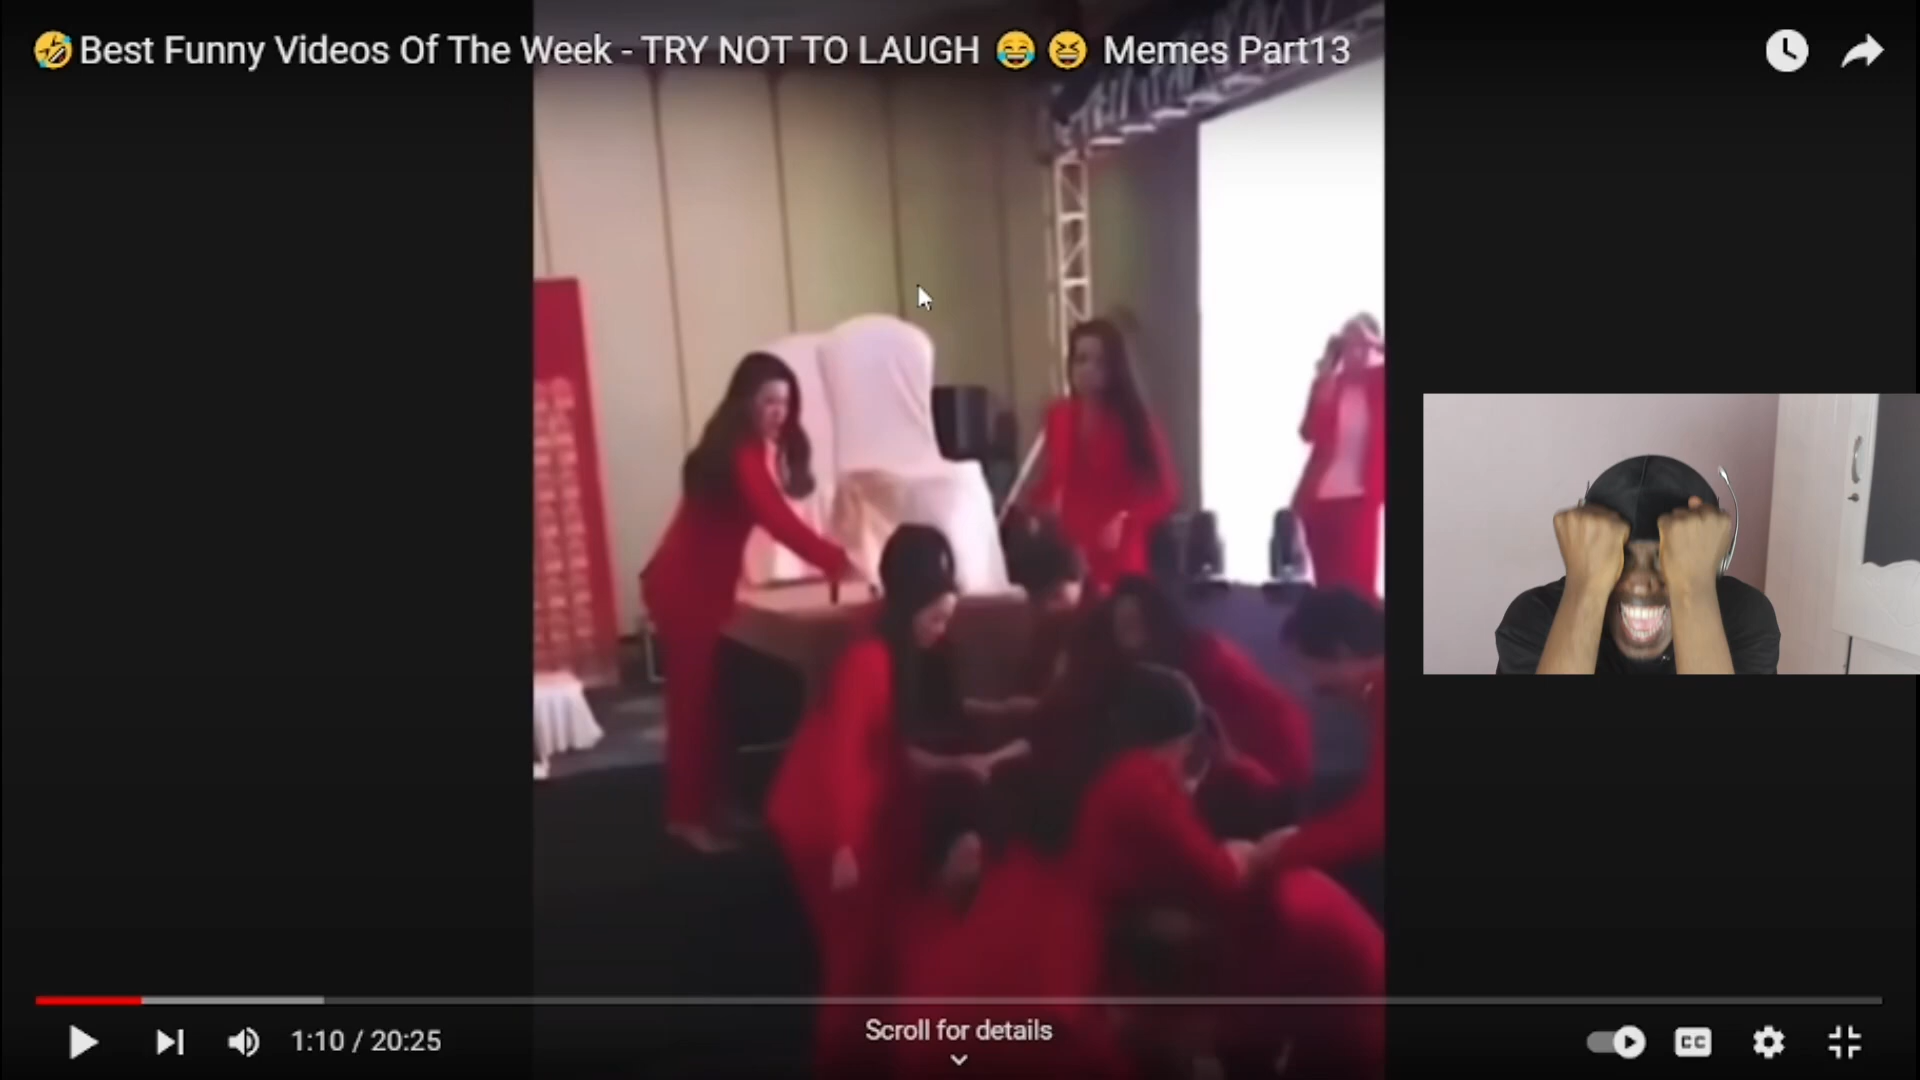 🤣Best Funny Videos Of The Week - TRY NOT TO LAUGH 😂 😆 Memes Part13
Scroll for details
1:10 / 20:25
CC